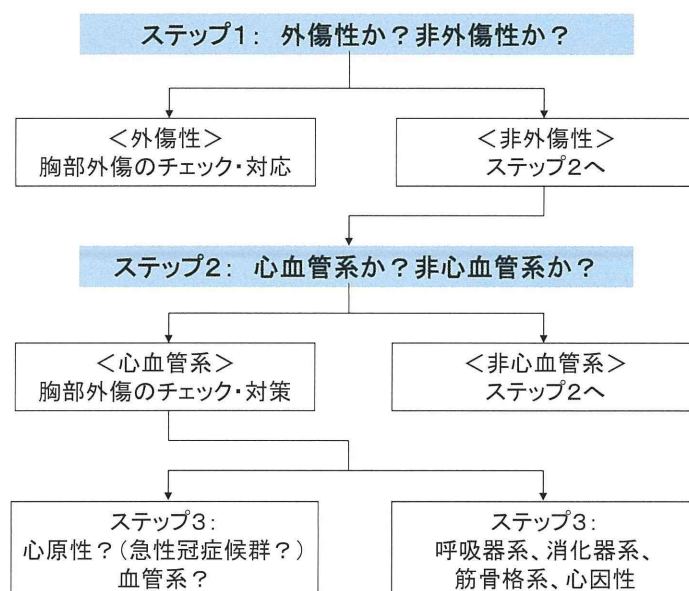 ステップ1： 外傷性か？非外傷性か？
＜外傷性＞
胸部外傷のチェック・対応
＜非外傷性＞
ステップ2へ
ステップ2： 心血管系か？非心血管系か？
＜心血管系＞
胸部外傷のチェック・対策
＜非心血管系＞
ステップ2へ
ステップ3：
心原性？（急性冠症候群？）
血管系？
ステップ3：
呼吸器系、消化器系、
筋骨格系、心因性